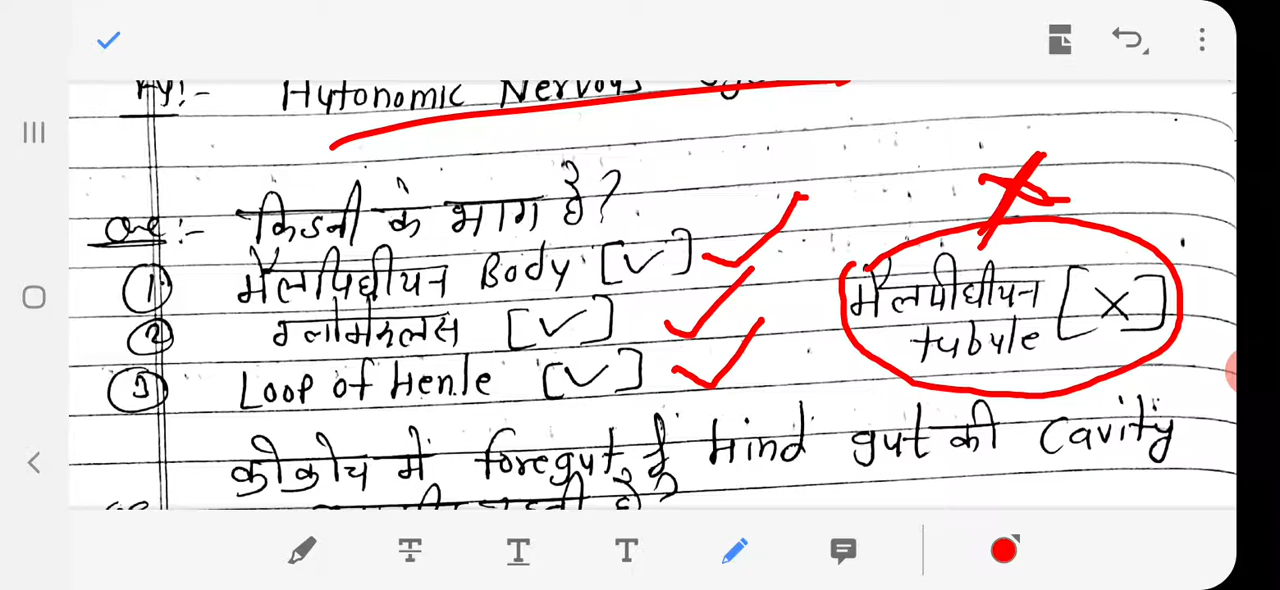 Autonomic Nervous
Que :- किडनी के भाग है?
① मैलपिघीयन Body [✓]
② ग्लोमेरुलस [✓]
③ Loop of Henle [✓]
मैलपीघीयन [×]
tubule
कोकोच में foregut व Hind gut की cavity